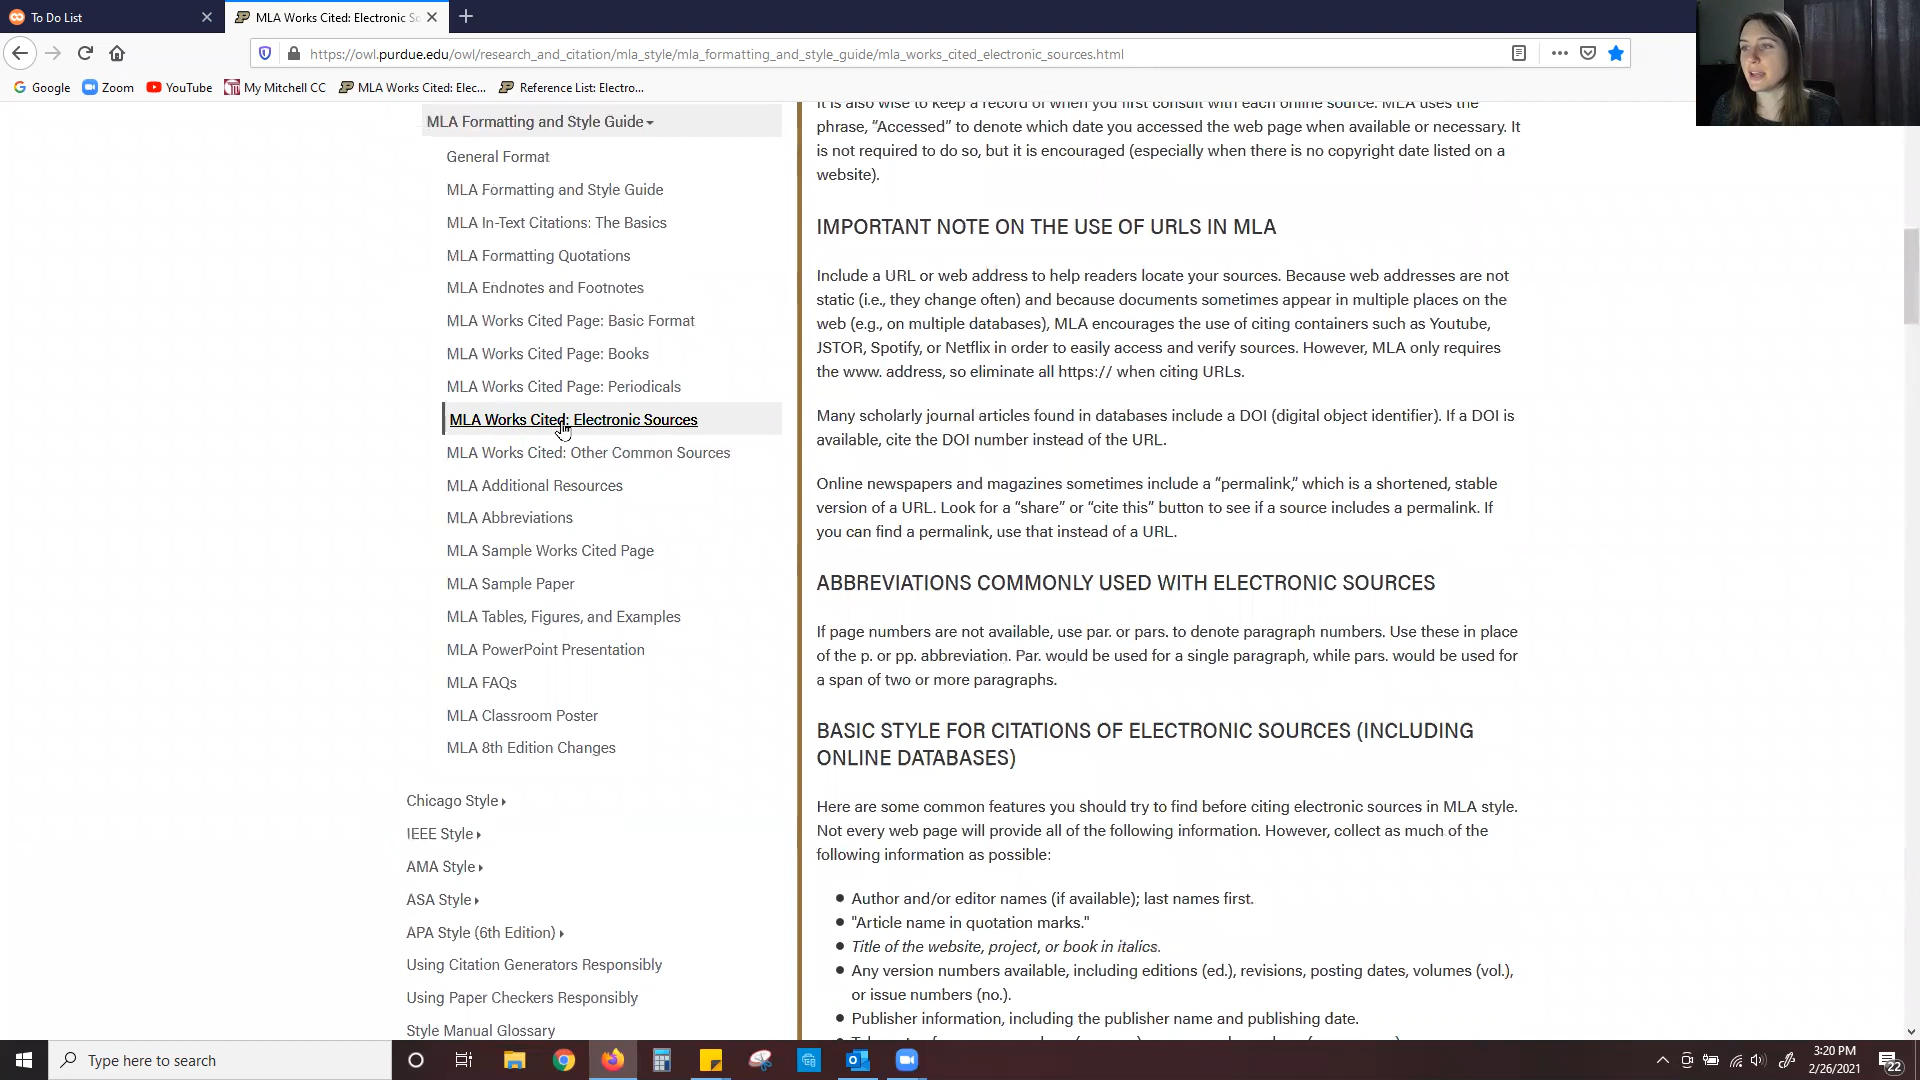 To Do List
MLA Works Cited: Electronic So
https://owl.purdue.edu/owl/research_and_citation/mla_style/mla_formatting_and_style_guide/mla_works_cited_electronic_sources.html
Google
Zoom
YouTube
My Mitchell CC
MLA Works Cited: Elec...
Reference List: Electro...
MLA Formatting and Style Guide
General Format
MLA Formatting and Style Guide
MLA In-Text Citations: The Basics
MLA Formatting Quotations
MLA Endnotes and Footnotes
MLA Works Cited Page: Basic Format
MLA Works Cited Page: Books
MLA Works Cited Page: Periodicals
MLA Works Cited: Electronic Sources
MLA Works Cited: Other Common Sources
MLA Additional Resources
MLA Abbreviations
MLA Sample Works Cited Page
MLA Sample Paper
MLA Tables, Figures, and Examples
MLA PowerPoint Presentation
MLA FAQs
MLA Classroom Poster
MLA 8th Edition Changes
Chicago Style
IEEE Style
AMA Style
ASA Style
APA Style (6th Edition)
Using Citation Generators Responsibly
Using Paper Checkers Responsibly
Style Manual Glossary
It is also wise to keep a record of when you first consult with each online source. MLA uses the
phrase, “Accessed” to denote which date you accessed the web page when available or necessary. It
is not required to do so, but it is encouraged (especially when there is no copyright date listed on a
website).
IMPORTANT NOTE ON THE USE OF URLS IN MLA
Include a URL or web address to help readers locate your sources. Because web addresses are not
static (i.e., they change often) and because documents sometimes appear in multiple places on the
web (e.g., on multiple databases), MLA encourages the use of citing containers such as Youtube,
JSTOR, Spotify, or Netflix in order to easily access and verify sources. However, MLA only requires
the www. address, so eliminate all https:// when citing URLs.
Many scholarly journal articles found in databases include a DOI (digital object identifier). If a DOI is
available, cite the DOI number instead of the URL.
Online newspapers and magazines sometimes include a “permalink,” which is a shortened, stable
version of a URL. Look for a “share” or “cite this” button to see if a source includes a permalink. If
you can find a permalink, use that instead of a URL.
ABBREVIATIONS COMMONLY USED WITH ELECTRONIC SOURCES
If page numbers are not available, use par. or pars. to denote paragraph numbers. Use these in place
of the p. or pp. abbreviation. Par. would be used for a single paragraph, while pars. would be used for
a span of two or more paragraphs.
BASIC STYLE FOR CITATIONS OF ELECTRONIC SOURCES (INCLUDING
ONLINE DATABASES)
Here are some common features you should try to find before citing electronic sources in MLA style.
Not every web page will provide all of the following information. However, collect as much of the
following information as possible:
● Author and/or editor names (if available); last names first.
● "Article name in quotation marks."
● Title of the website, project, or book in italics.
● Any version numbers available, including editions (ed.), revisions, posting dates, volumes (vol.),
or issue numbers (no.).
● Publisher information, including the publisher name and publishing date.
Type here to search
3:20 PM
2/26/2021
22